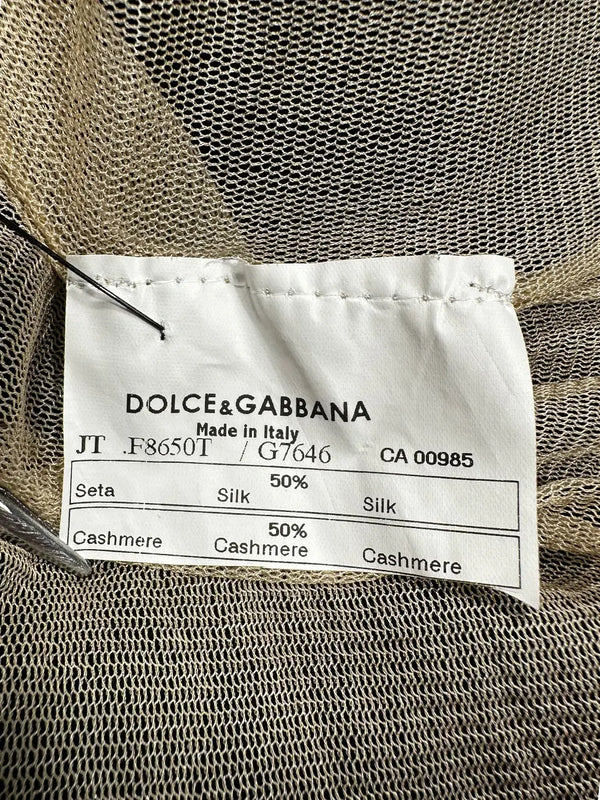 DOLCE&GABBANA
Made in Italy
JT .F8650T / G7646 CA 00985
50%
Seta Silk Silk
50%
Cashmere Cashmere Cashmere